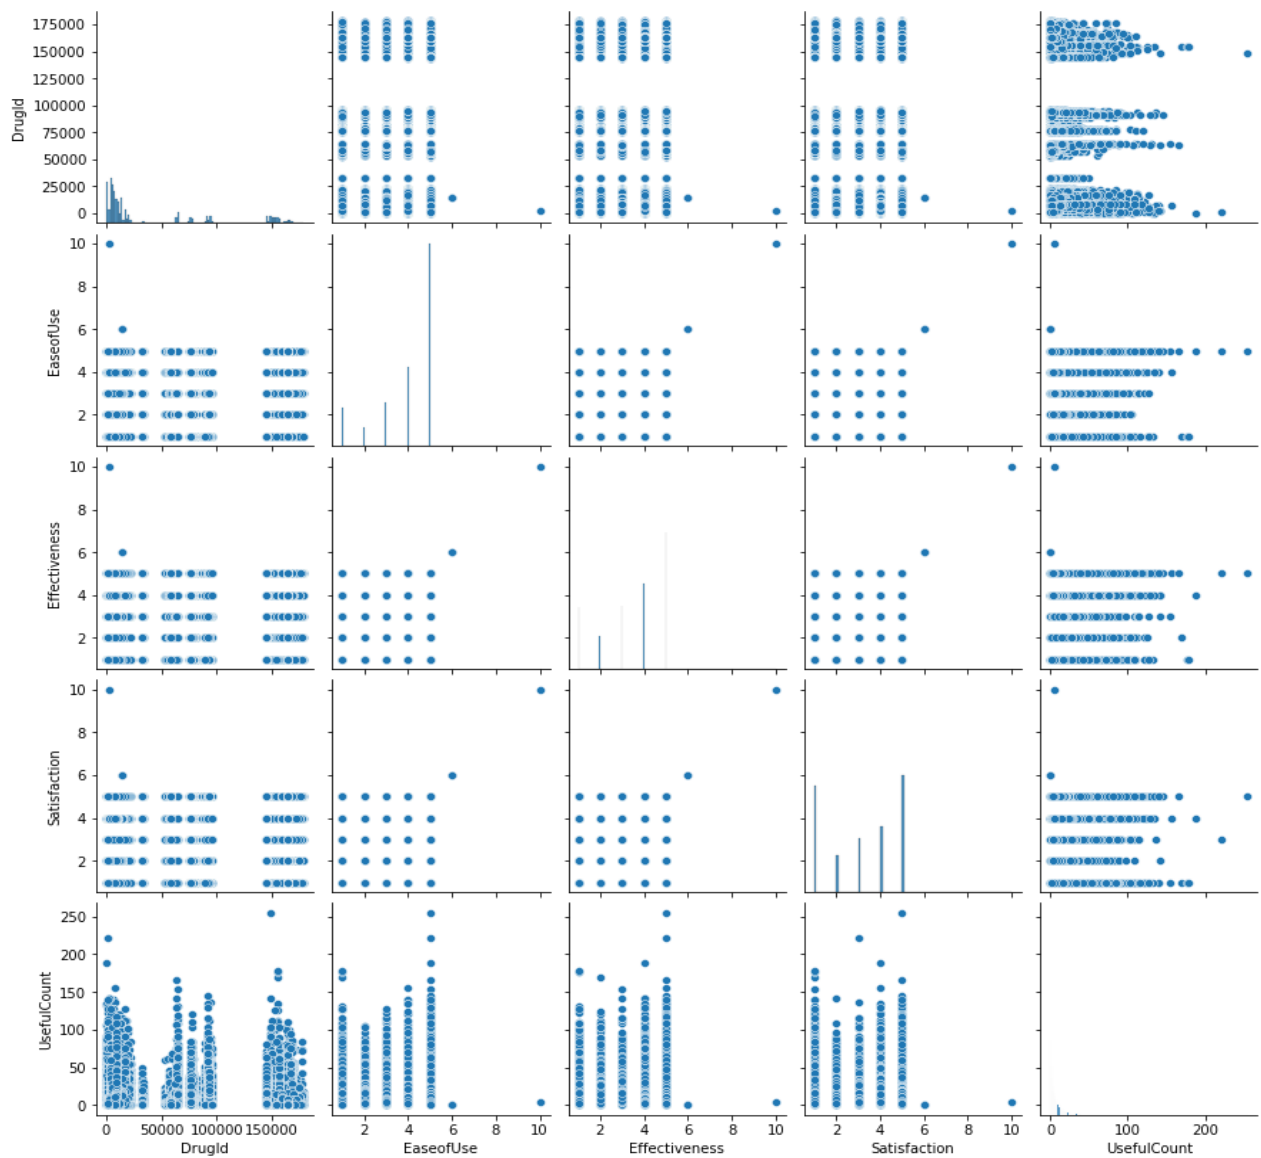 175000
150000
125000
100000
75000
50000
25000
0
DrugId
10
8
6
4
2
EaseofUse
10
8
6
4
2
Effectiveness
10
8
6
4
2
Satisfaction
250
200
150
100
50
0
UsefulCount
0 50000 100000 150000
2 4 6 8 10
2 4 6 8 10
2 4 6 8 10
0 100 200
DrugId EaseofUse Effectiveness Satisfaction UsefulCount